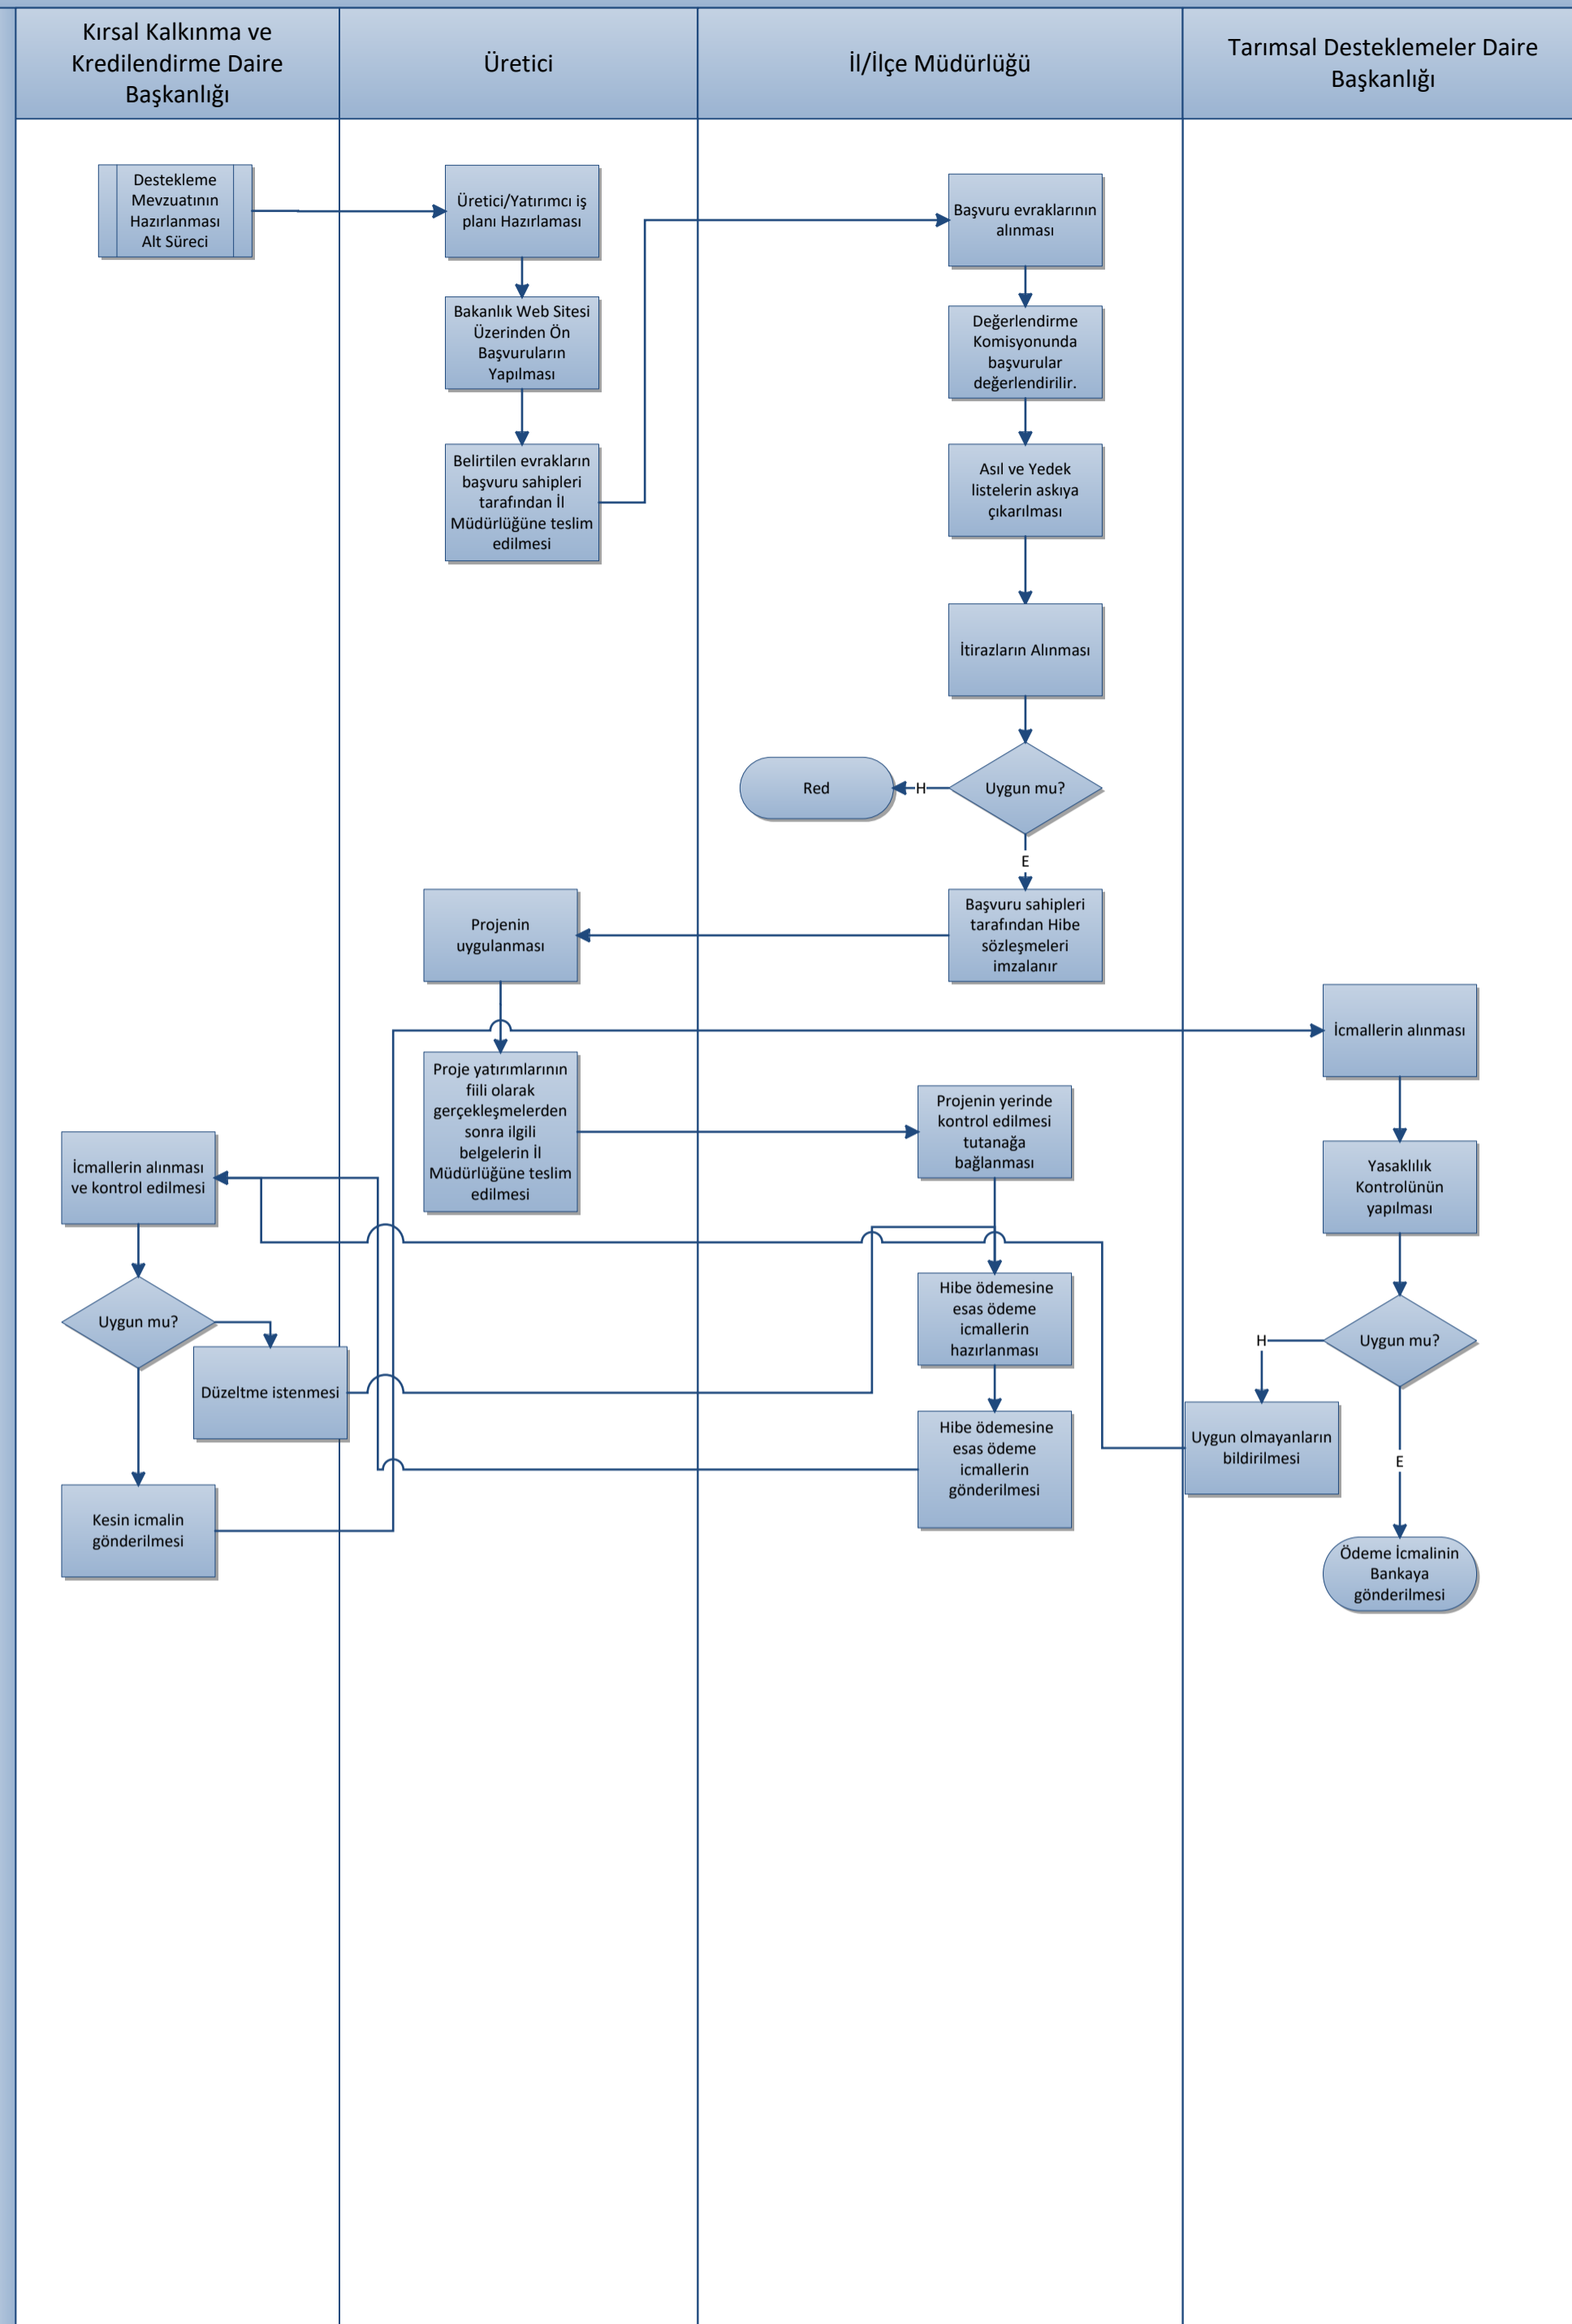 Kırsal Kalkınma ve
Kredilendirme Daire
Başkanlığı
Üretici
İl/İlçe Müdürlüğü
Tarımsal Desteklemeler Daire
Başkanlığı
Destekleme
Mevzuatının
Hazırlanması
Alt Süreci
Üretici/Yatırımcı iş
planı Hazırlaması
Başvuru evraklarının
alınması
Bakanlık Web Sitesi
Üzerinden Ön
Başvuruların
Yapılması
Değerlendirme
Komisyonunda
başvurular
değerlendirilir.
Belirtilen evrakların
başvuru sahipleri
tarafından İl
Müdürlüğüne teslim
edilmesi
Asıl ve Yedek
listelerin askıya
çıkarılması
İtirazların Alınması
Red
H
Uygun mu?
E
Projenin
uygulanması
Başvuru sahipleri
tarafından Hibe
sözleşmeleri
imzalanır
İcmallerin alınması
Proje yatırımlarının
fiili olarak
gerçekleşmelerden
sonra ilgili
belgelerin İl
Müdürlüğüne teslim
edilmesi
Projenin yerinde
kontrol edilmesi
tutanağa
bağlanması
İcmallerin alınması
ve kontrol edilmesi
Yasaklılık
Kontrolünün
yapılması
Uygun mu?
Hibe ödemesine
esas ödeme
icmallerin
hazırlanması
H
Uygun mu?
Düzeltme istenmesi
Hibe ödemesine
esas ödeme
icmallerin
gönderilmesi
Uygun olmayanların
bildirilmesi
E
Kesin icmalin
gönderilmesi
Ödeme İcmalinin
Bankaya
gönderilmesi